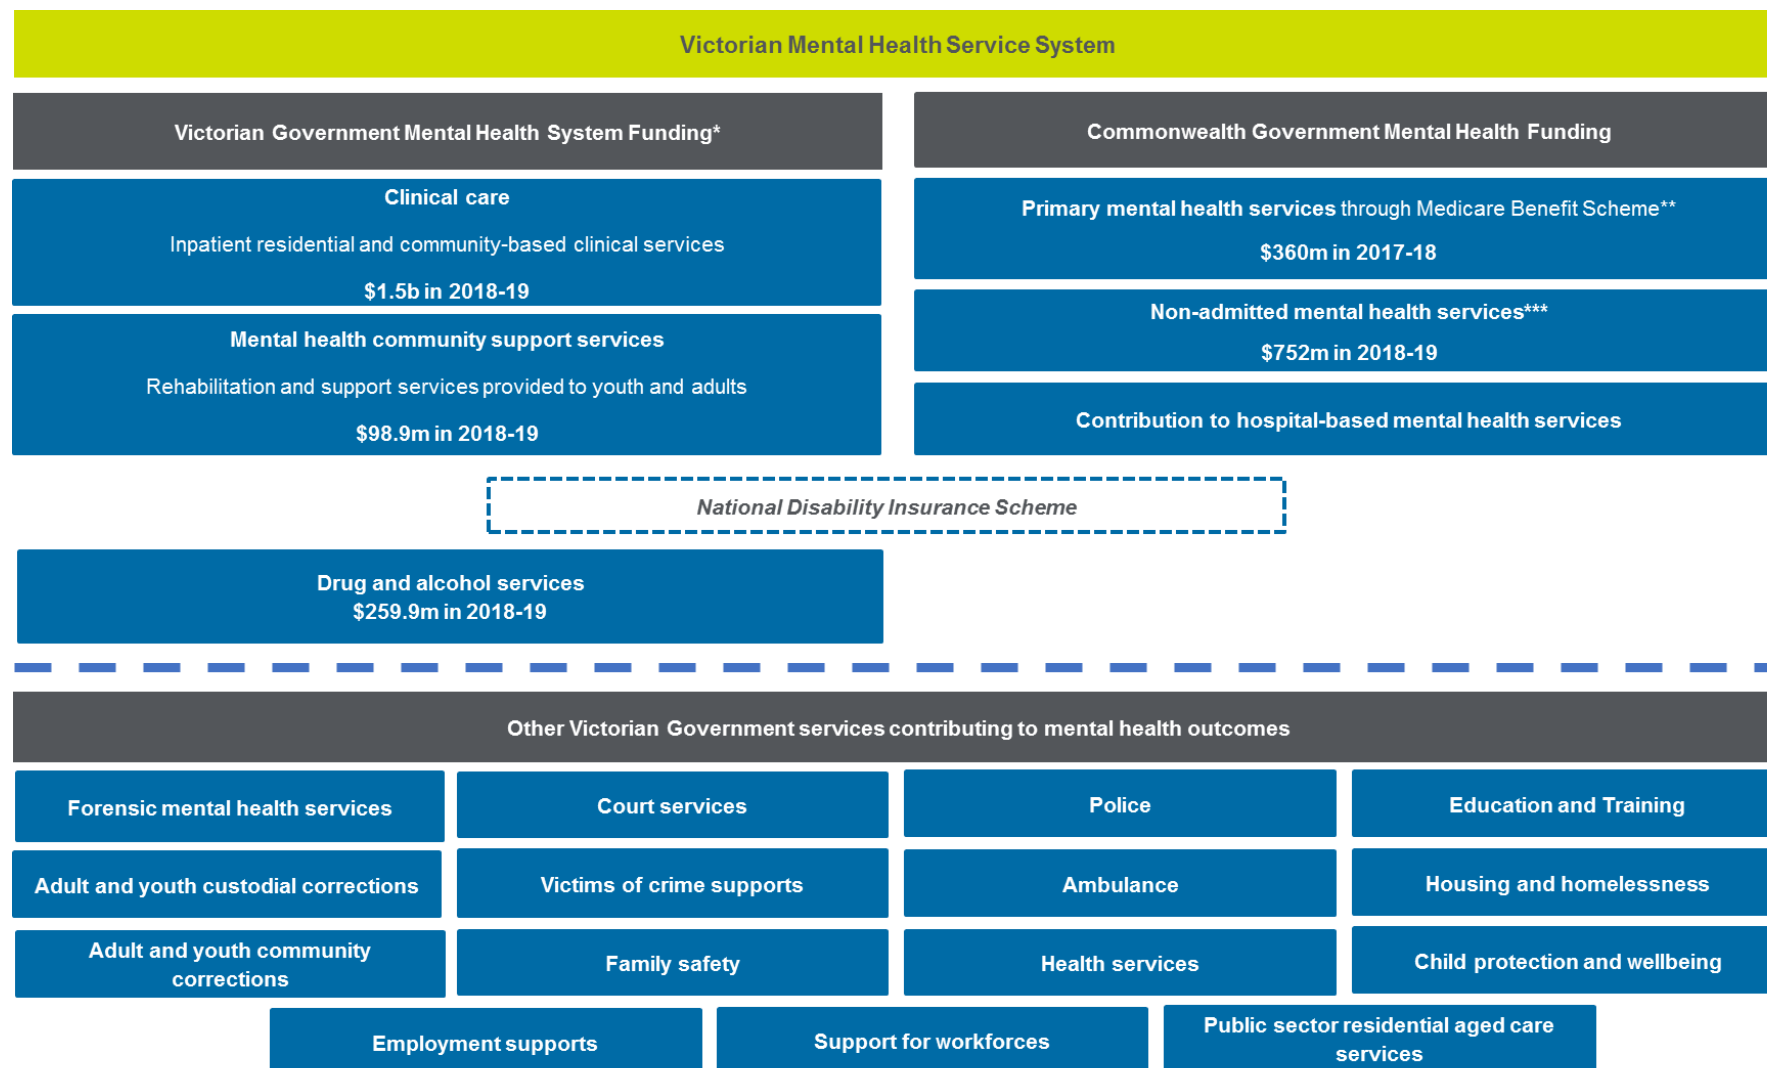 Victorian Mental Health Service System
Victorian Government Mental Health System Funding*
Clinical care
Inpatient residential and community-based clinical services
$1.5b in 2018-19
Mental health community support services
Rehabilitation and support services provided to youth and adults
$98.9m in 2018-19
Commonwealth Government Mental Health Funding
Primary mental health services through Medicare Benefit Scheme**
$360m in 2017-18
Non-admitted mental health services***
$752m in 2018-19
Contribution to hospital-based mental health services
National Disability Insurance Scheme
Drug and alcohol services
$259.9m in 2018-19
Other Victorian Government services contributing to mental health outcomes
Forensic mental health services
Court services
Police
Education and Training
Adult and youth custodial corrections
Victims of crime supports
Ambulance
Housing and homelessness
Adult and youth community
corrections
Family safety
Health services
Child protection and wellbeing
Employment supports
Support for workforces
Public sector residential aged care
services